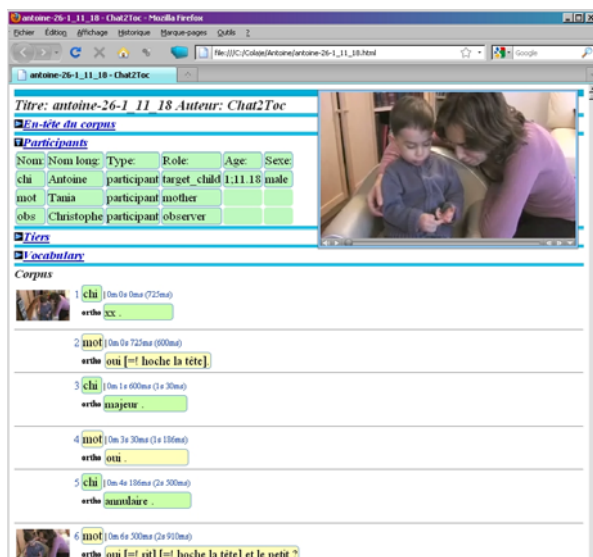 antoine-26-1_11_18 - Chat2Toc - Mozilla Firefox
Fichier Édition Affichage Historique Marque-pages Outils ?
file:///C:/Colaje/Antoine/antoine-26-1_11_18.html Google
antoine-26-1_11_18 - Chat2Toc
Titre: antoine-26-1_11_18 Auteur: Chat2Toc
En-tête du corpus
Participants
Nom: Nom long: Type: Role: Age: Sexe:
chi Antoine participant target_child 1;11.18 male
mot Tania participant mother
obs Christophe participant observer
Tiers
Vocabulary
Corpus
1 chi | 0m 0s 0ms (725ms)
ortho xx .
2 mot | 0m 0s 725ms (600ms)
ortho oui [=! hoche la tête].
3 chi | 0m 1s 600ms (1s 30ms)
ortho majeur .
4 mot | 0m 3s 30ms (1s 186ms)
ortho oui .
5 chi | 0m 4s 186ms (2s 500ms)
ortho annulaire .
6 mot | 0m 6s 500ms (2s 910ms)
ortho oui [=! rit] [=! hoche la tête] et le petit ?